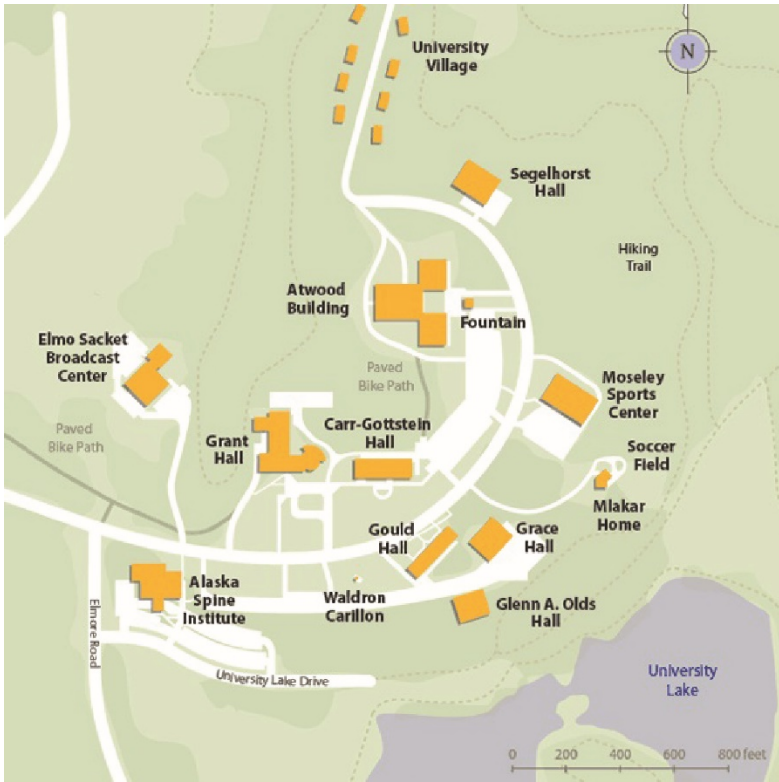 University
Village
N
Segelhorst
Hall
Hiking
Trail
Atwood
Building
Fountain
Elmo Sacket
Broadcast
Center
Paved
Bike Path
Moseley
Sports
Center
Paved
Bike Path
Grant
Hall
Carr-Gottstein
Hall
Soccer
Field
Mlakar
Home
Gould
Hall
Grace
Hall
Alaska
Spine
Institute
Waldron
Carillon
Glenn A. Olds
Hall
Elmore Road
University Lake Drive
University
Lake
0 200 400 600 800 feet